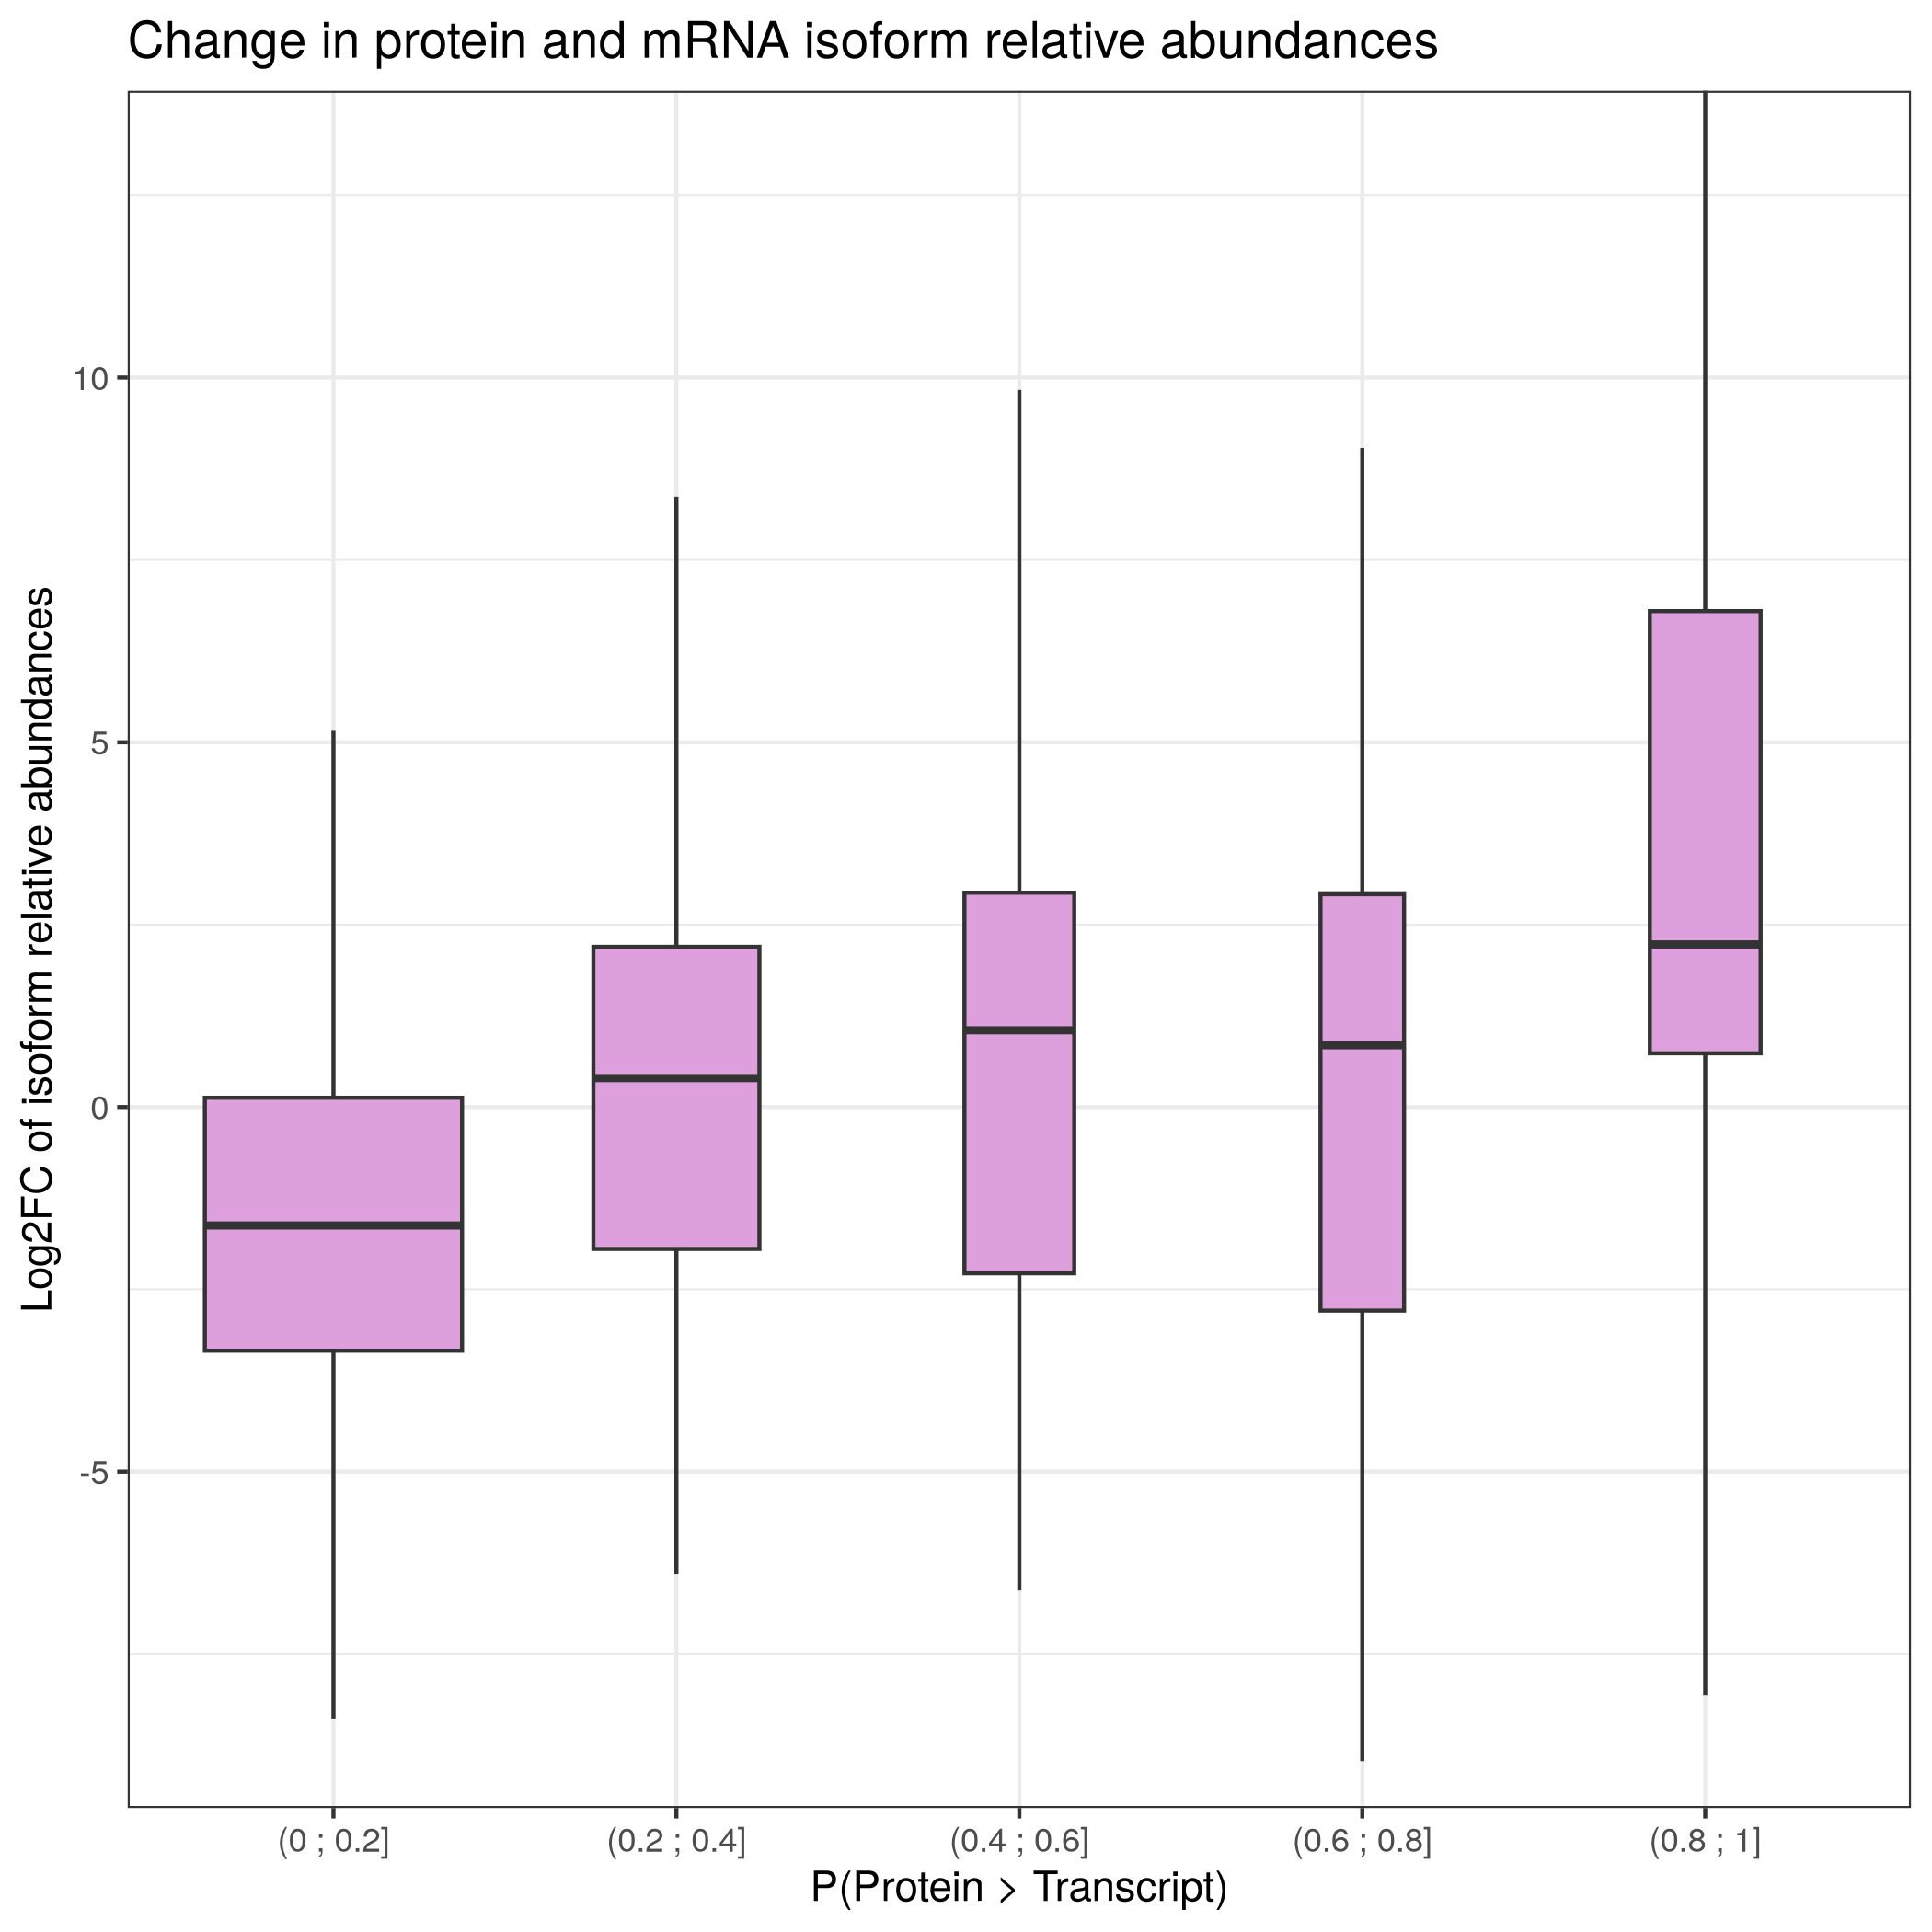 Change in protein and mRNA isoform relative abundances
Log2FC of isoform relative abundances
10
5
0
-5
(0 ; 0.2]
(0.2 ; 0.4]
(0.4 ; 0.6]
(0.6 ; 0.8]
(0.8 ; 1]
P(Protein > Transcript)